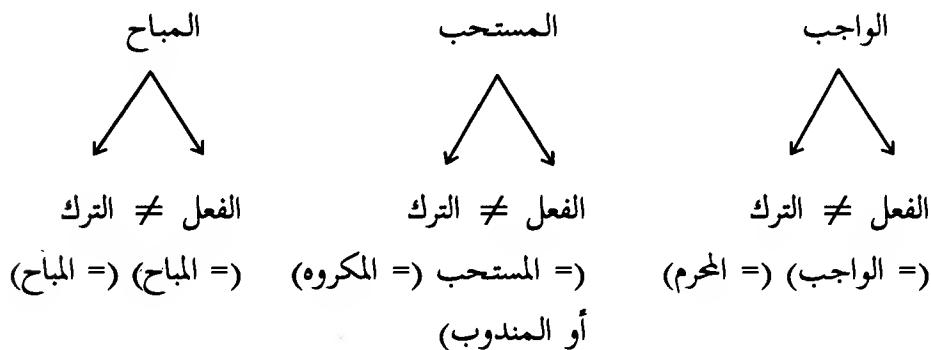 الواجب المستحب المباح
الفعل ≠ الترك الفعل ≠ الترك الفعل ≠ الترك
(= الواجب) (= المحرم) (= المستحب (= المكروه) (= المباح) (= المباح)
أو المندوب)